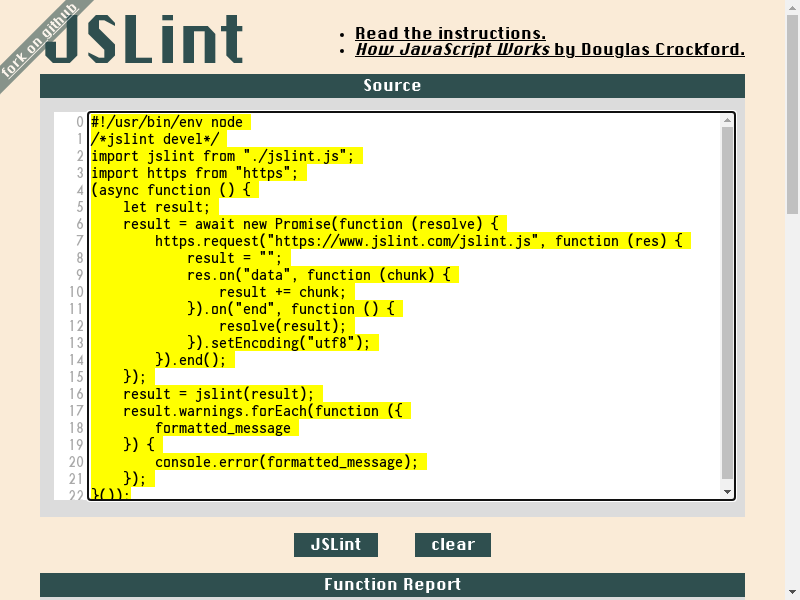 fork on github
JSLint
• Read the instructions.
• How JavaScript Works by Douglas Crockford.
Source
0 #!/usr/bin/env node
1 /*jslint devel*/
2 import jslint from "./jslint.js";
3 import https from "https";
4 (async function () {
5     let result;
6     result = await new Promise(function (resolve) {
7         https.request("https://www.jslint.com/jslint.js", function (res) {
8             result = "";
9             res.on("data", function (chunk) {
10                 result += chunk;
11             }).on("end", function () {
12                 resolve(result);
13             }).setEncoding("utf8");
14         }).end();
15     });
16     result = jslint(result);
17     result.warnings.forEach(function ({
18         formatted_message
19     }) {
20         console.error(formatted_message);
21     });
22 }());
JSLint clear
Function Report